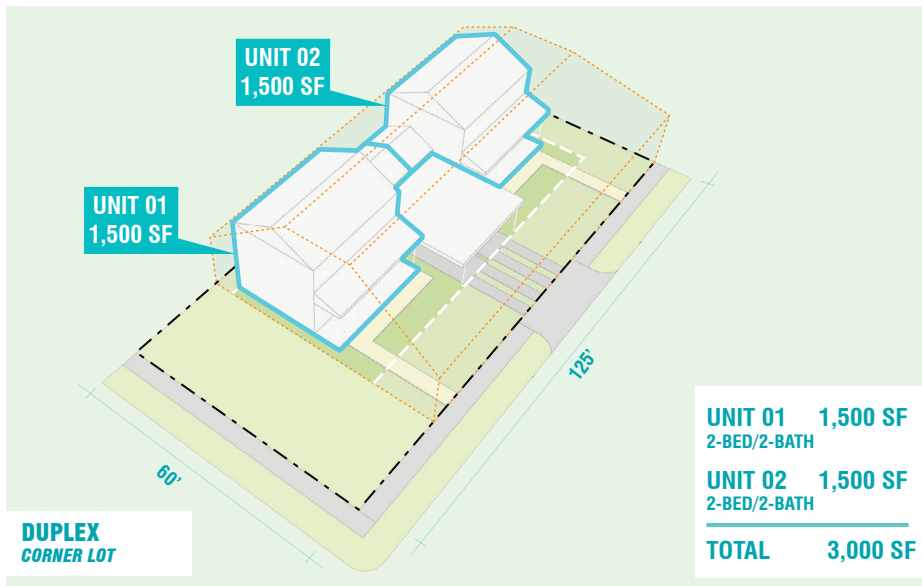 UNIT 02
1,500 SF
UNIT 01
1,500 SF
125'
60'
UNIT 01 1,500 SF
2-BED/2-BATH
UNIT 02 1,500 SF
2-BED/2-BATH
TOTAL 3,000 SF
DUPLEX
CORNER LOT